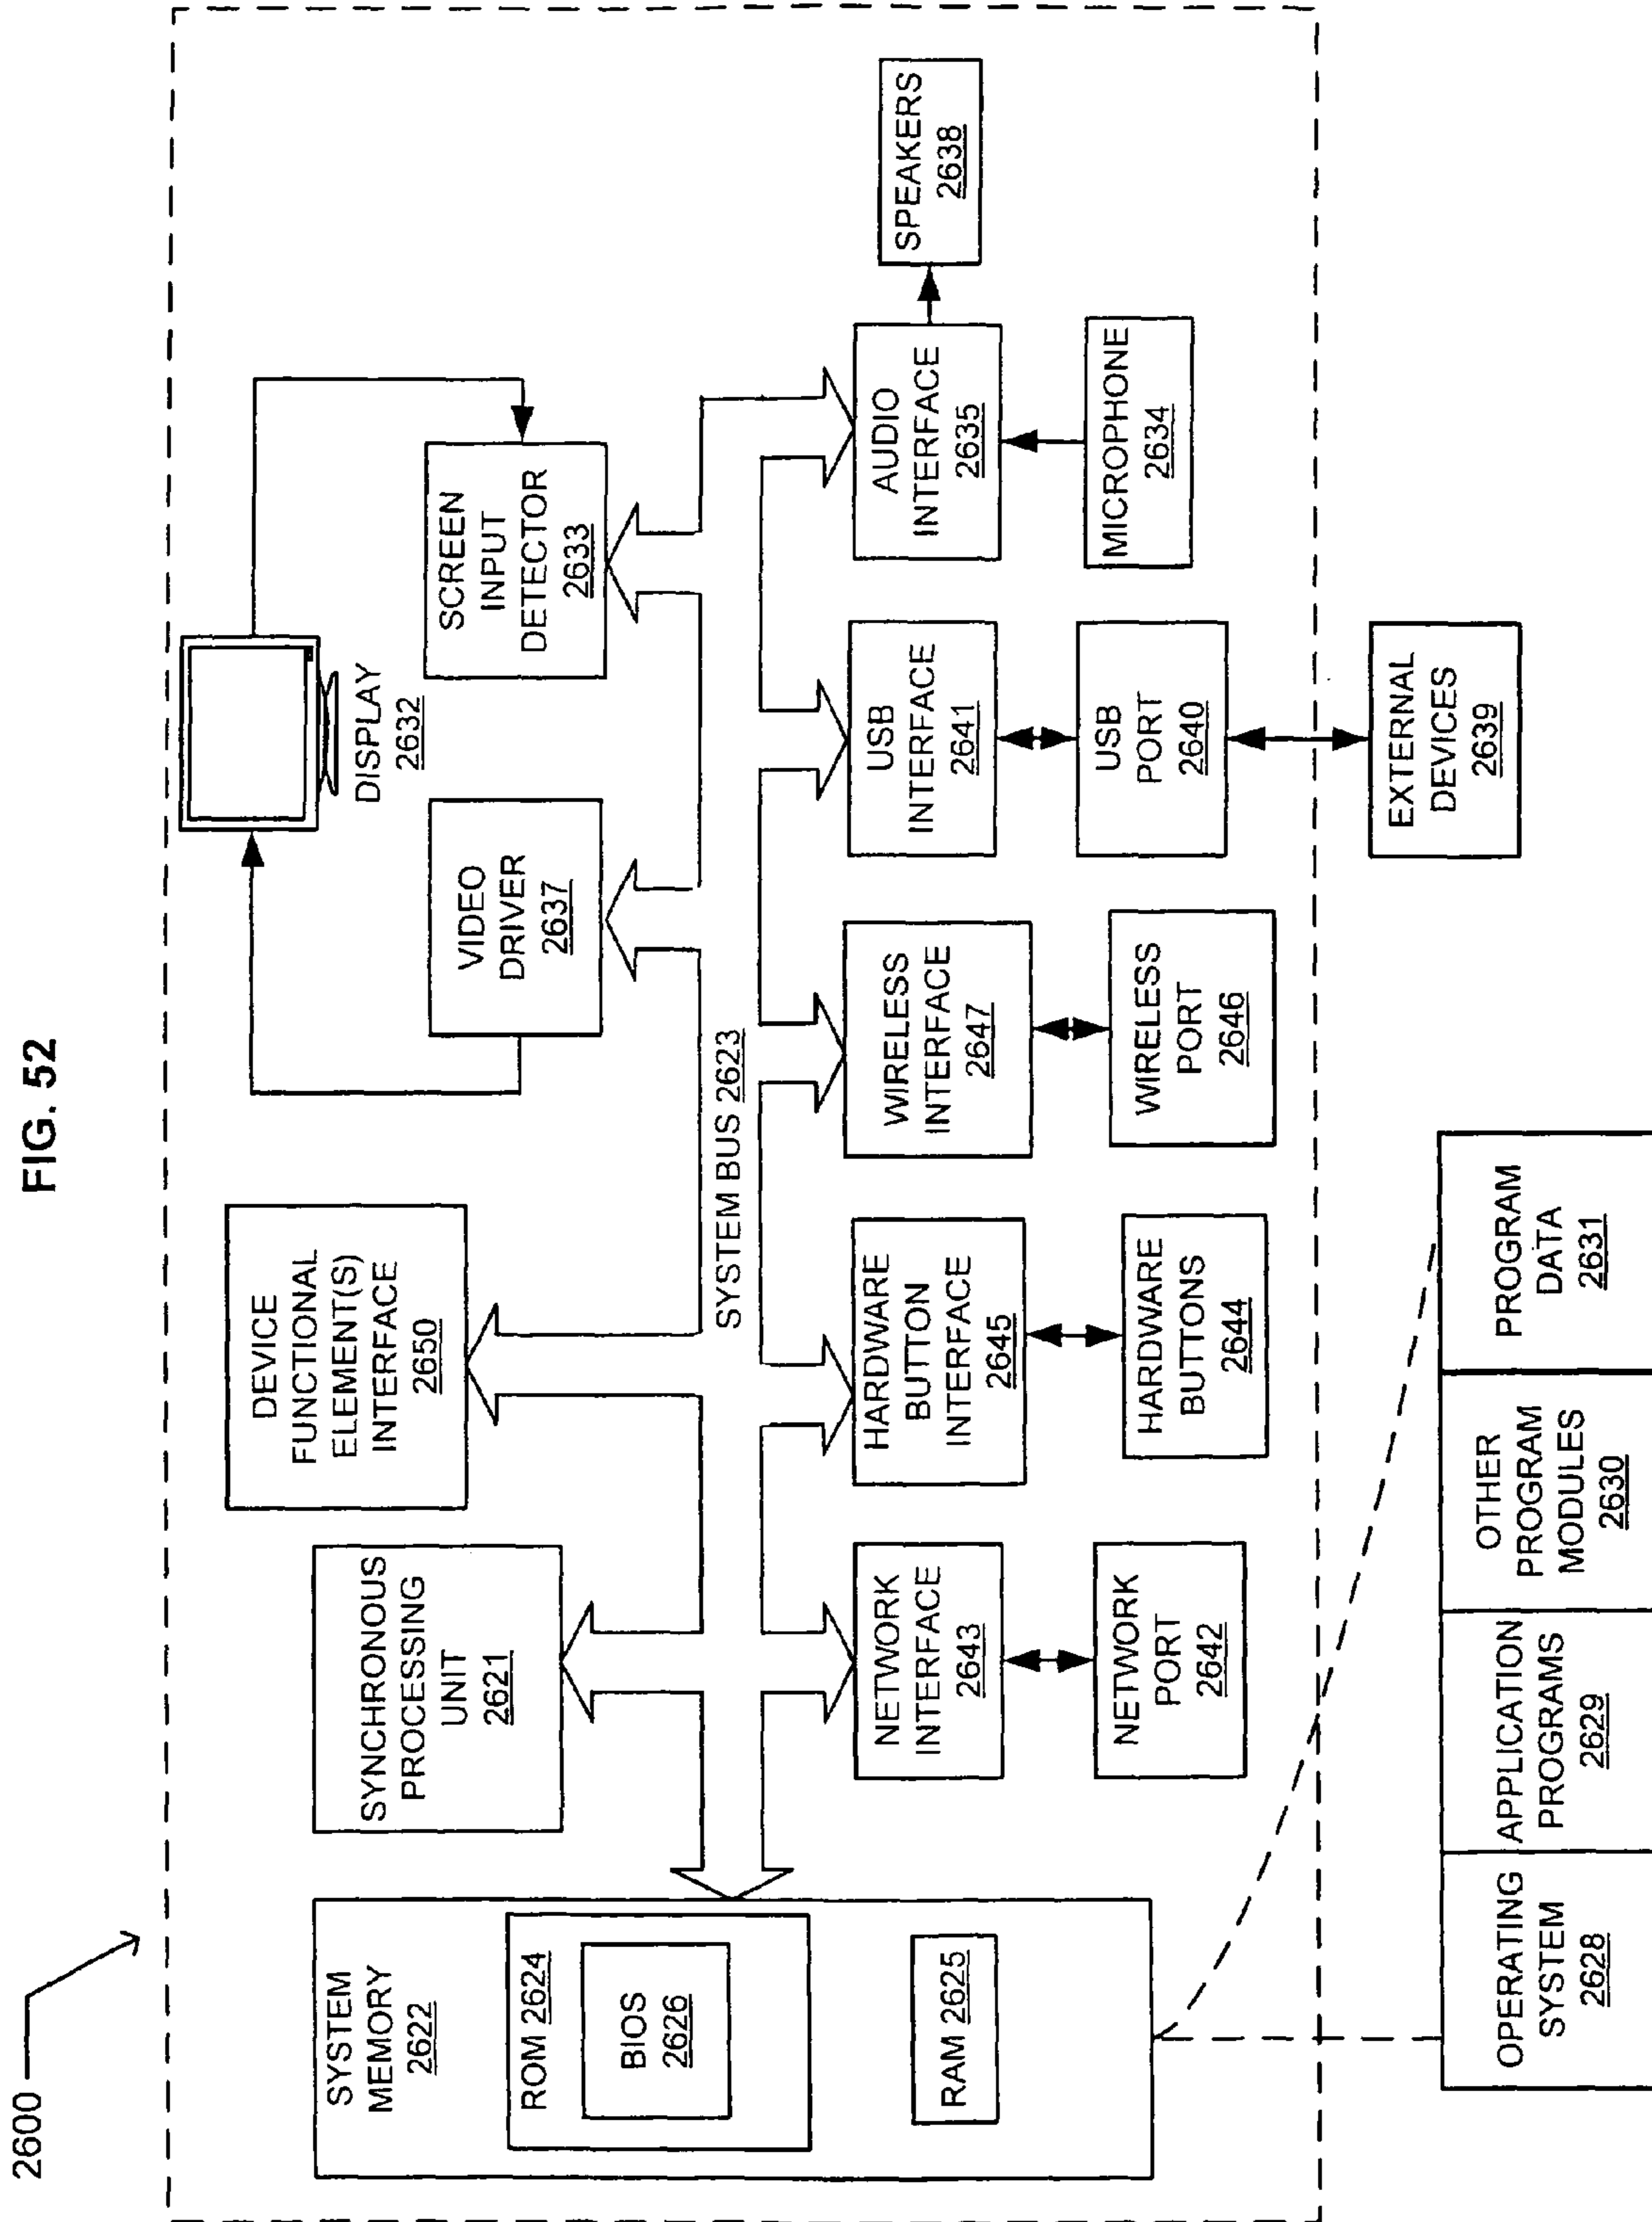 FIG. 52
2600
DISPLAY
2632
DEVICE
FUNCTIONAL
ELEMENT(S)
INTERFACE
2650
SYNCHRONOUS
PROCESSING
UNIT
2621
VIDEO
DRIVER
2637
SCREEN
INPUT
DETECTOR
2633
SYSTEM
MEMORY
2622
ROM 2624
BIOS
2626
RAM 2625
SYSTEM BUS 2623
NETWORK
INTERFACE
2643
HARDWARE
BUTTON
INTERFACE
2645
WIRELESS
INTERFACE
2647
USB
INTERFACE
2641
AUDIO
INTERFACE
2635
SPEAKERS
2638
NETWORK
PORT
2642
HARDWARE
BUTTONS
2644
WIRELESS
PORT
2646
USB
PORT
2640
MICROPHONE
2634
EXTERNAL
DEVICES
2639
OPERATING
SYSTEM
2628
APPLICATION
PROGRAMS
2629
OTHER
PROGRAM
MODULES
2630
PROGRAM
DATA
2631